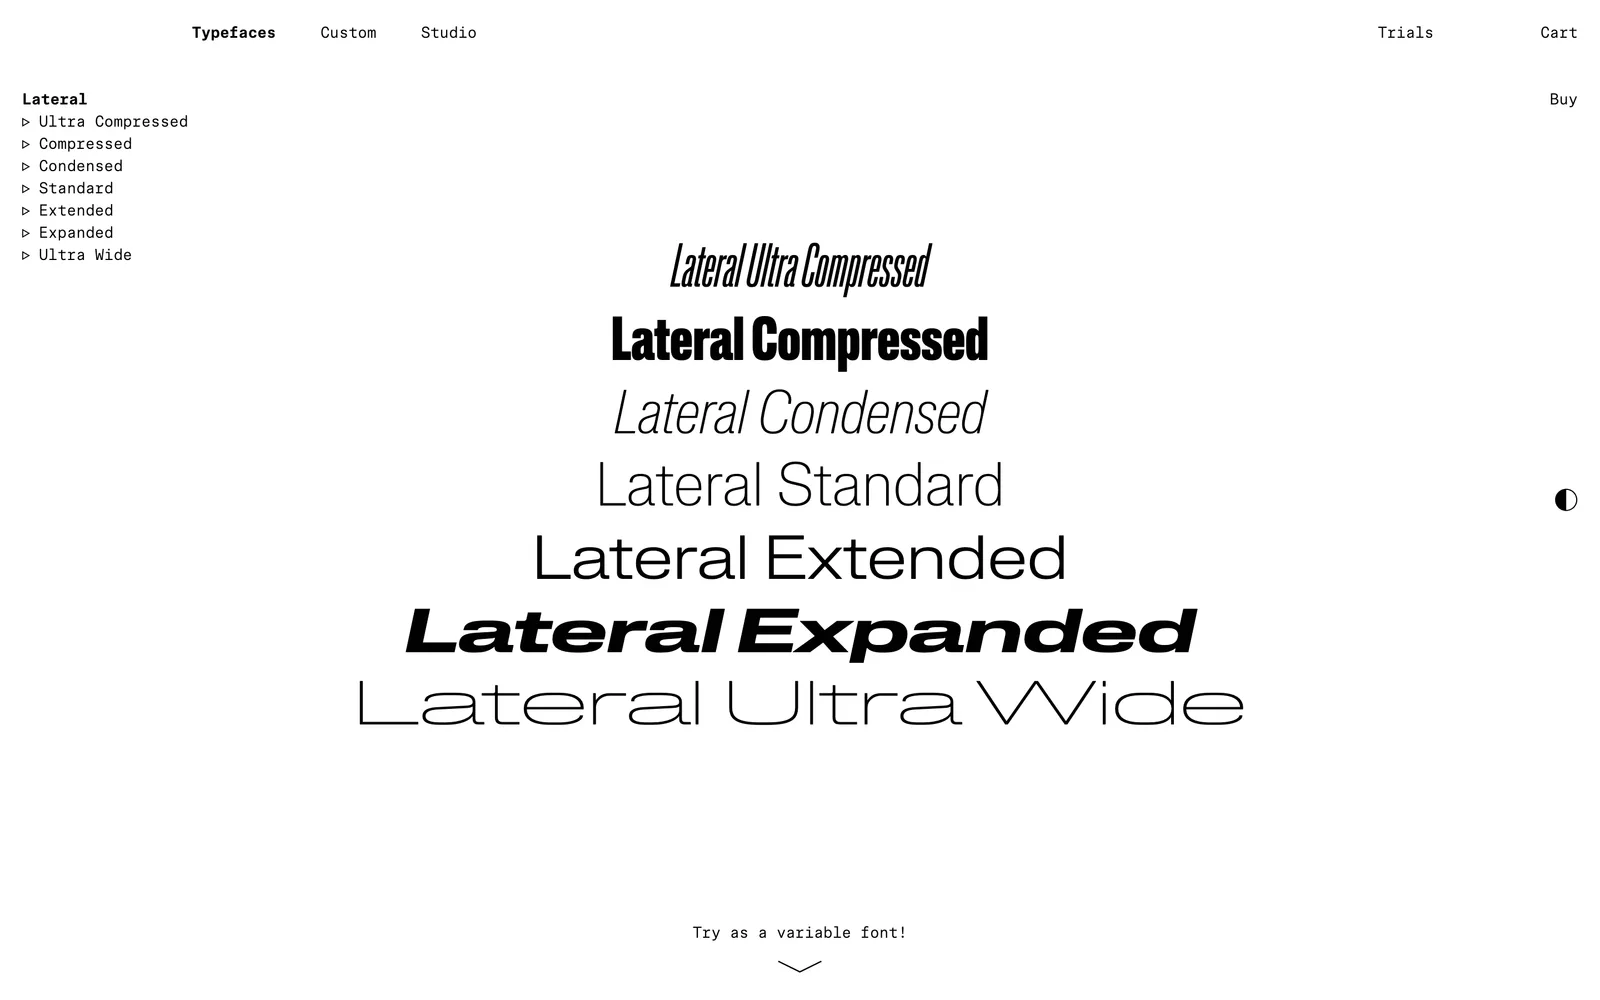 Typefaces Custom Studio Trials Cart
Lateral Buy
▷ Ultra Compressed
▷ Compressed
▷ Condensed
▷ Standard
▷ Extended
▷ Expanded
▷ Ultra Wide
Lateral Ultra Compressed
Lateral Compressed
Lateral Condensed
Lateral Standard
Lateral Extended
Lateral Expanded
Lateral Ultra Wide
Try as a variable font!